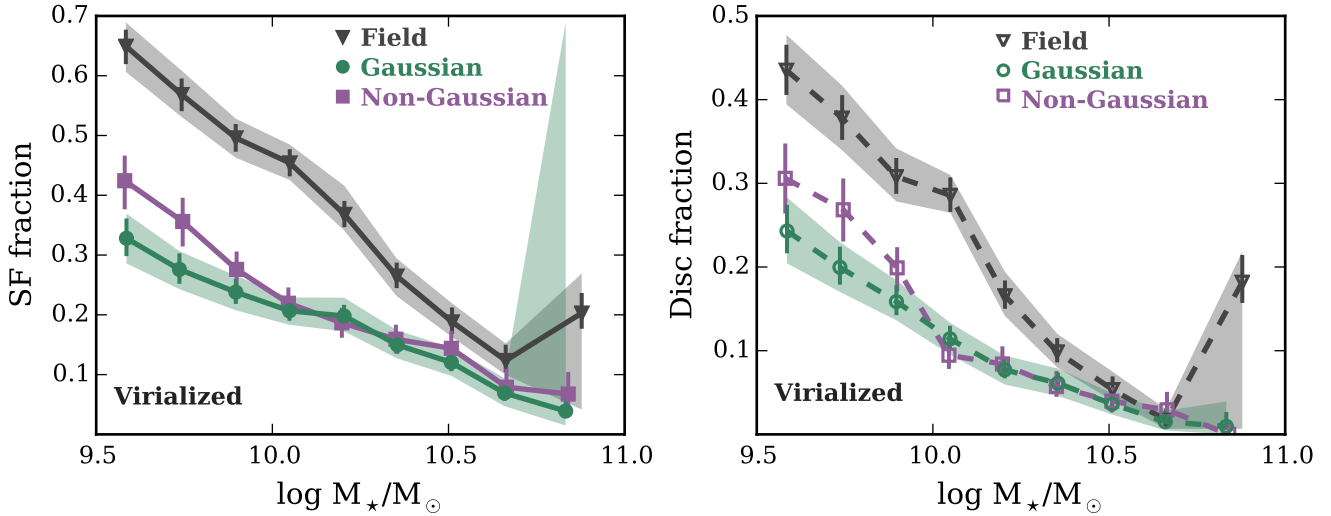 0.7
0.6
0.5
0.4
0.3
0.2
0.1
SF fraction
Field
Gaussian
Non-Gaussian
Virialized
9.5
10.0
10.5
11.0
log M⋆/M⊙
0.5
0.4
0.3
0.2
0.1
Disc fraction
Field
Gaussian
Non-Gaussian
Virialized
9.5
10.0
10.5
11.0
log M⋆/M⊙